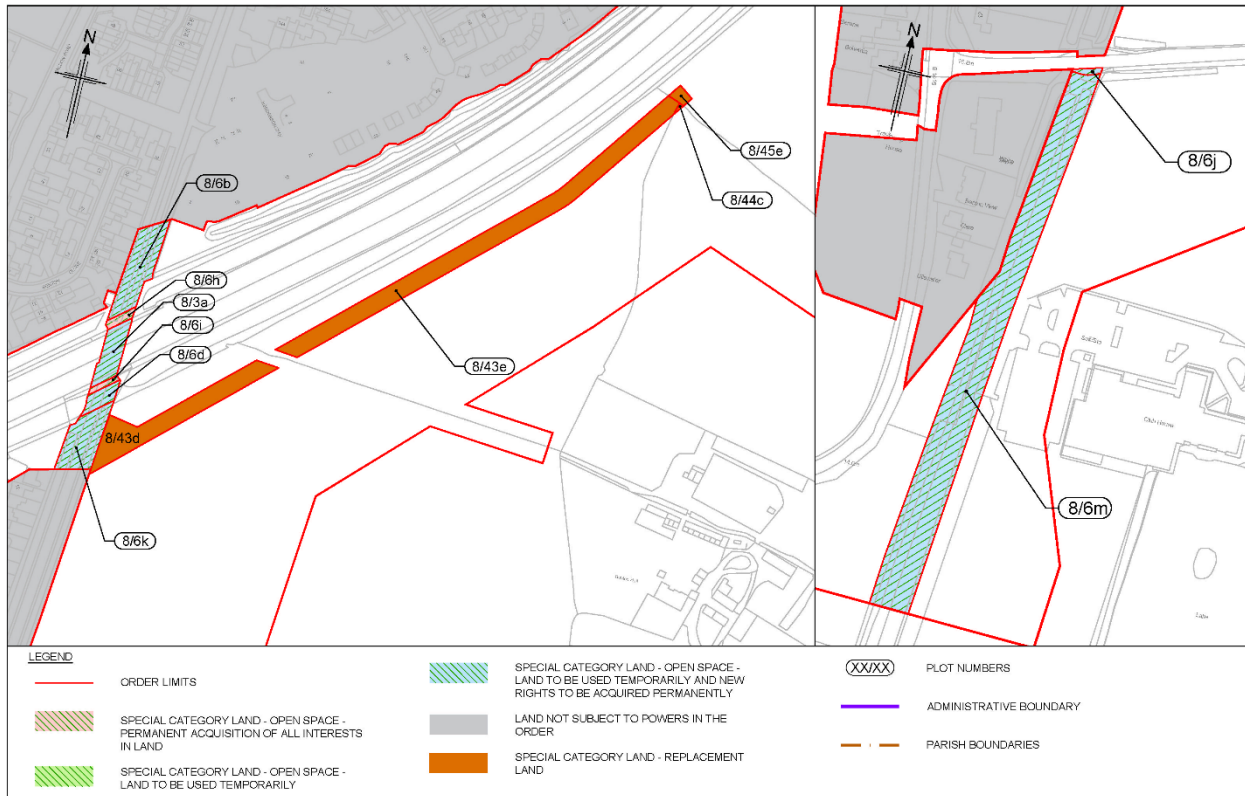 N
8/6b
8/6h
8/3a
8/6i
8/6d
8/43d
8/6k
8/43e
8/45e
8/44c
N
8/6j
8/6m
Club House
LEGEND
ORDER LIMITS
SPECIAL CATEGORY LAND - OPEN SPACE -
PERMANENT ACQUISITION OF ALL INTERESTS
IN LAND
SPECIAL CATEGORY LAND - OPEN SPACE -
LAND TO BE USED TEMPORARILY
SPECIAL CATEGORY LAND - OPEN SPACE -
LAND TO BE USED TEMPORARILY AND NEW
RIGHTS TO BE ACQUIRED PERMANENTLY
LAND NOT SUBJECT TO POWERS IN THE
ORDER
SPECIAL CATEGORY LAND - REPLACEMENT
LAND
XX/XX
PLOT NUMBERS
ADMINISTRATIVE BOUNDARY
PARISH BOUNDARIES